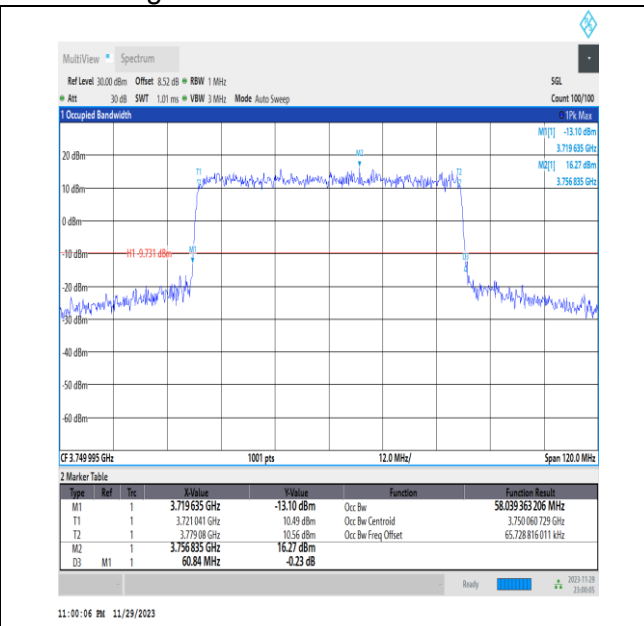 MultiView Spectrum
Ref Level 30.00 dBm Offset 8.52 dB RBW 1 MHz SGL
Att 30 dB SWT 1.01 ms VBW 3 MHz Mode Auto Sweep Count 100/100
1 Occupied Bandwidth 1Pk Max
M1[1] -13.10 dBm
3.719 635 GHz
M2[1] 16.27 dBm
3.756 835 GHz
20 dBm
M2
T1 T2
10 dBm
0 dBm
-10 dBm H1 -9.731 dBm M1
D3
-20 dBm
-30 dBm
-40 dBm
-50 dBm
-60 dBm
CF 3.749 995 GHz 1001 pts 12.0 MHz/ Span 120.0 MHz
2 Marker Table
Type Ref Trc X-Value Y-Value Function Function Result
M1 1 3.719 635 GHz -13.10 dBm Occ Bw 58.039 363 206 MHz
T1 1 3.721 041 GHz 10.49 dBm Occ Bw Centroid 3.750 060 729 GHz
T2 1 3.779 08 GHz 10.56 dBm Occ Bw Freq Offset 65.728 816 011 kHz
M2 1 3.756 835 GHz 16.27 dBm
D3 M1 1 60.84 MHz -0.23 dB
Ready 2023-11-29
23:00:05
11:00:06 PM 11/29/2023